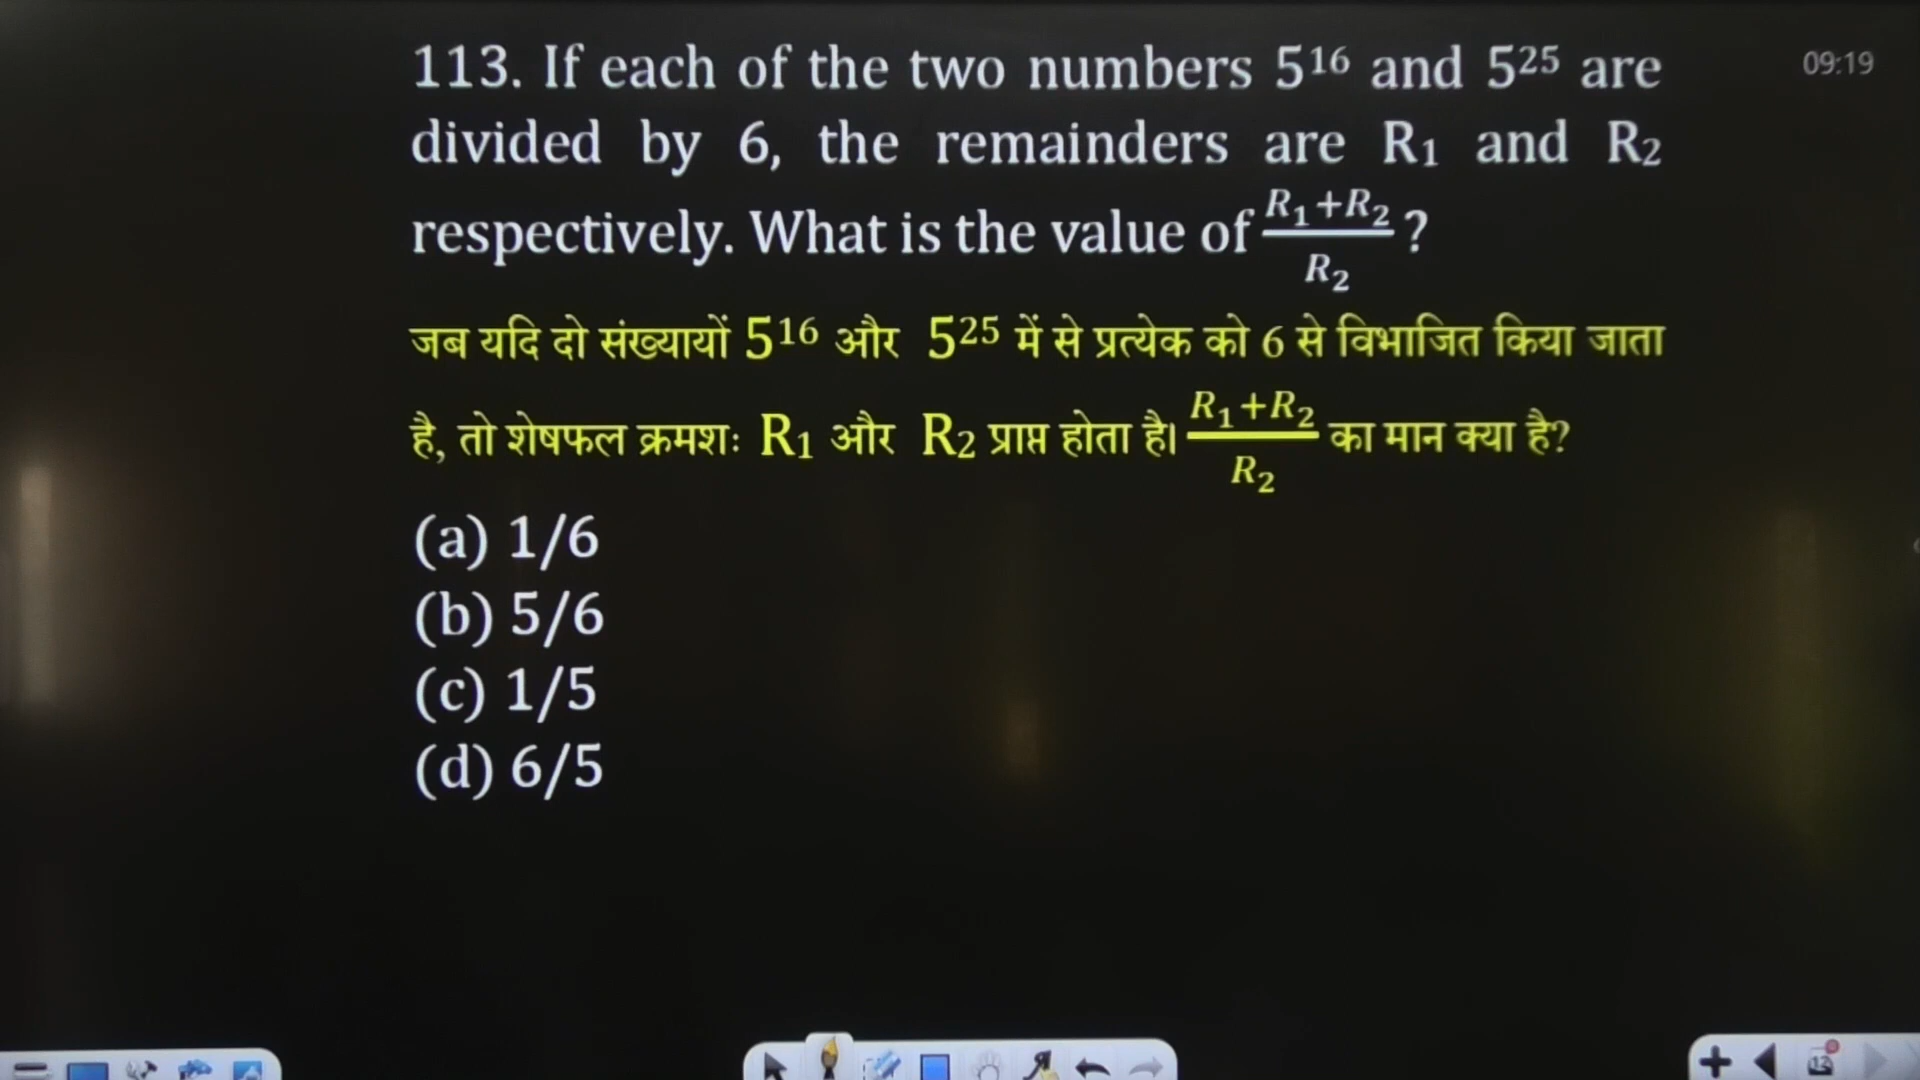 113. If each of the two numbers 5¹⁶ and 5²⁵ are
09:19
divided by 6, the remainders are R₁ and R₂
respectively. What is the value of (R₁+R₂)/R₂ ?
जब यदि दो संख्यायों 5¹⁶ और 5²⁵ में से प्रत्येक को 6 से विभाजित किया जाता
है, तो शेषफल क्रमशः R₁ और R₂ प्राप्त होता है। (R₁+R₂)/R₂ का मान क्या है?
(a) 1/6
(b) 5/6
(c) 1/5
(d) 6/5